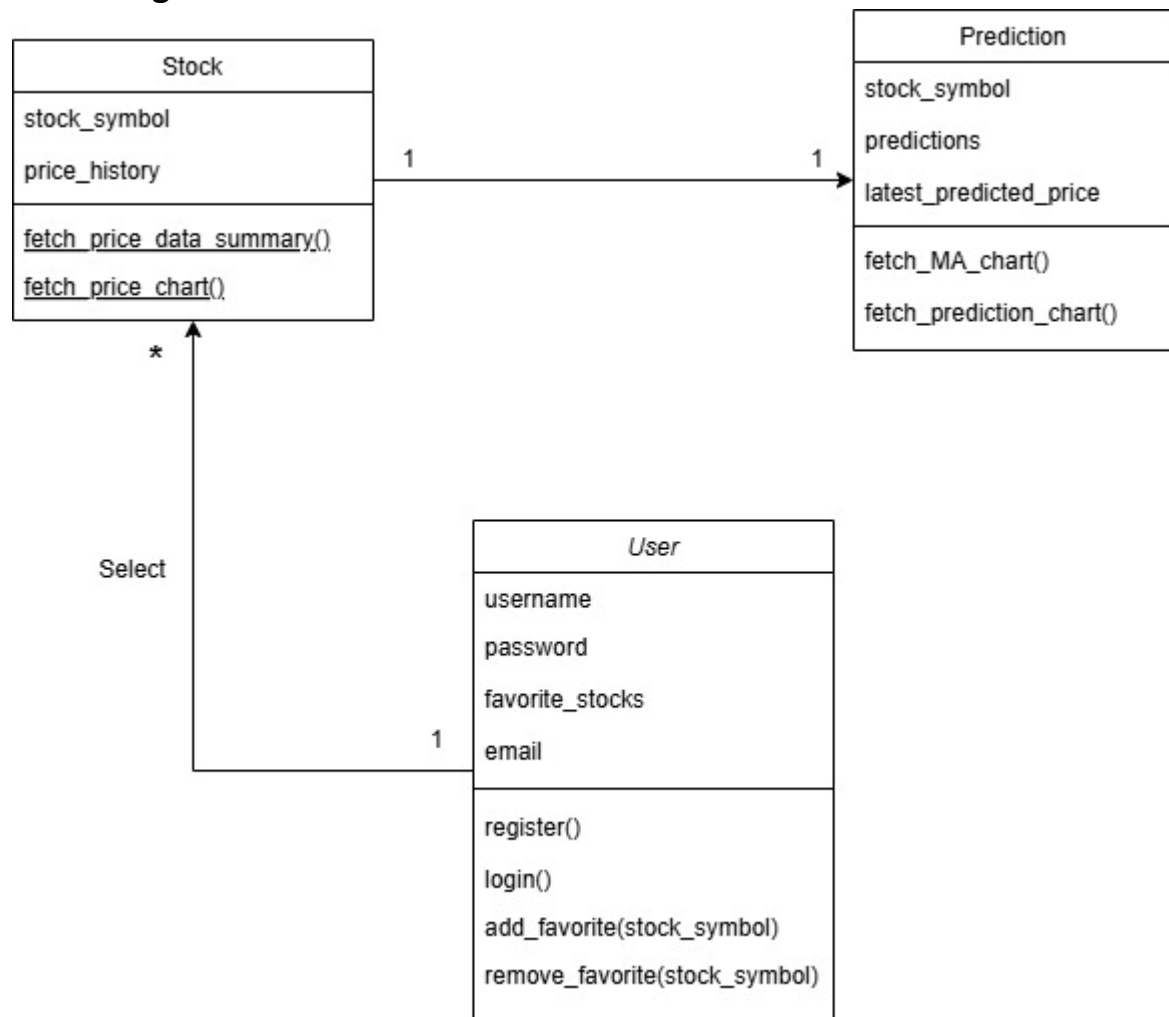 Stock
stock_symbol
price_history
fetch_price_data_summary()
fetch_price_chart()
1
1
Prediction
stock_symbol
predictions
latest_predicted_price
fetch_MA_chart()
fetch_prediction_chart()
*
Select
1
User
username
password
favorite_stocks
email
register()
login()
add_favorite(stock_symbol)
remove_favorite(stock_symbol)